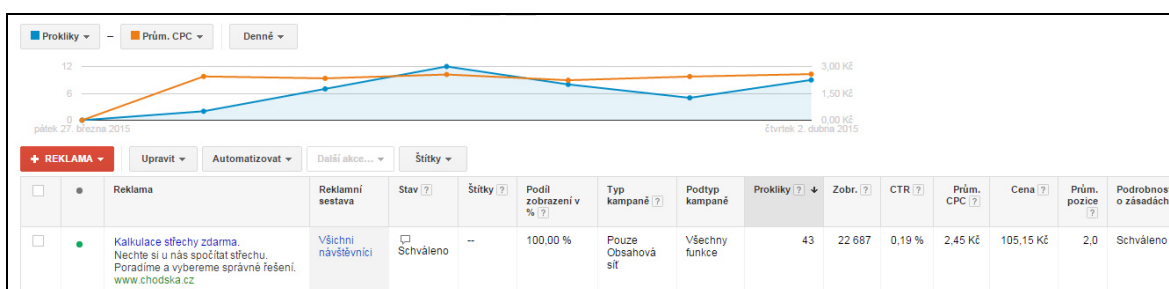 Prokliky – Prům. CPC Denně
12 3,00 Kč
6 1,50 Kč
0 0,00 Kč
pátek 27. března 2015 čtvrtek 2. dubna 2015
+ REKLAMA Upravit Automatizovat Další akce... Štítky
Reklama
Reklamní
sestava
Stav ?
Štítky ?
Podíl
zobrazení v
% ?
Typ
kampaně ?
Podtyp
kampaně
Prokliky ?
Zobr. ?
CTR ?
Prům.
CPC ?
Cena ?
Prům.
pozice
?
Podrobnos
o zásadách
Kalkulace střechy zdarma.
Nechte si u nás spočítat střechu.
Poradíme a vybereme správné řešení.
www.chodska.cz
Všichni
návštěvníci
Schváleno
--
100,00 %
Pouze
Obsahová
síť
Všechny
funkce
43
22 687
0,19 %
2,45 Kč
105,15 Kč
2,0
Schváleno